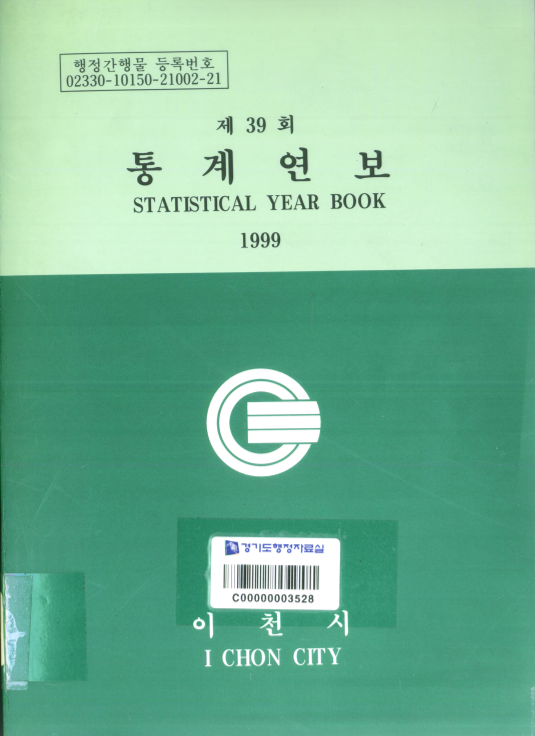 행정간행물 등록번호
02330-10150-21002-21
제 39 회
통 계 연 보
STATISTICAL YEAR BOOK
1999
경기도행정자료실
C00000003528
이 천 시
I CHON CITY